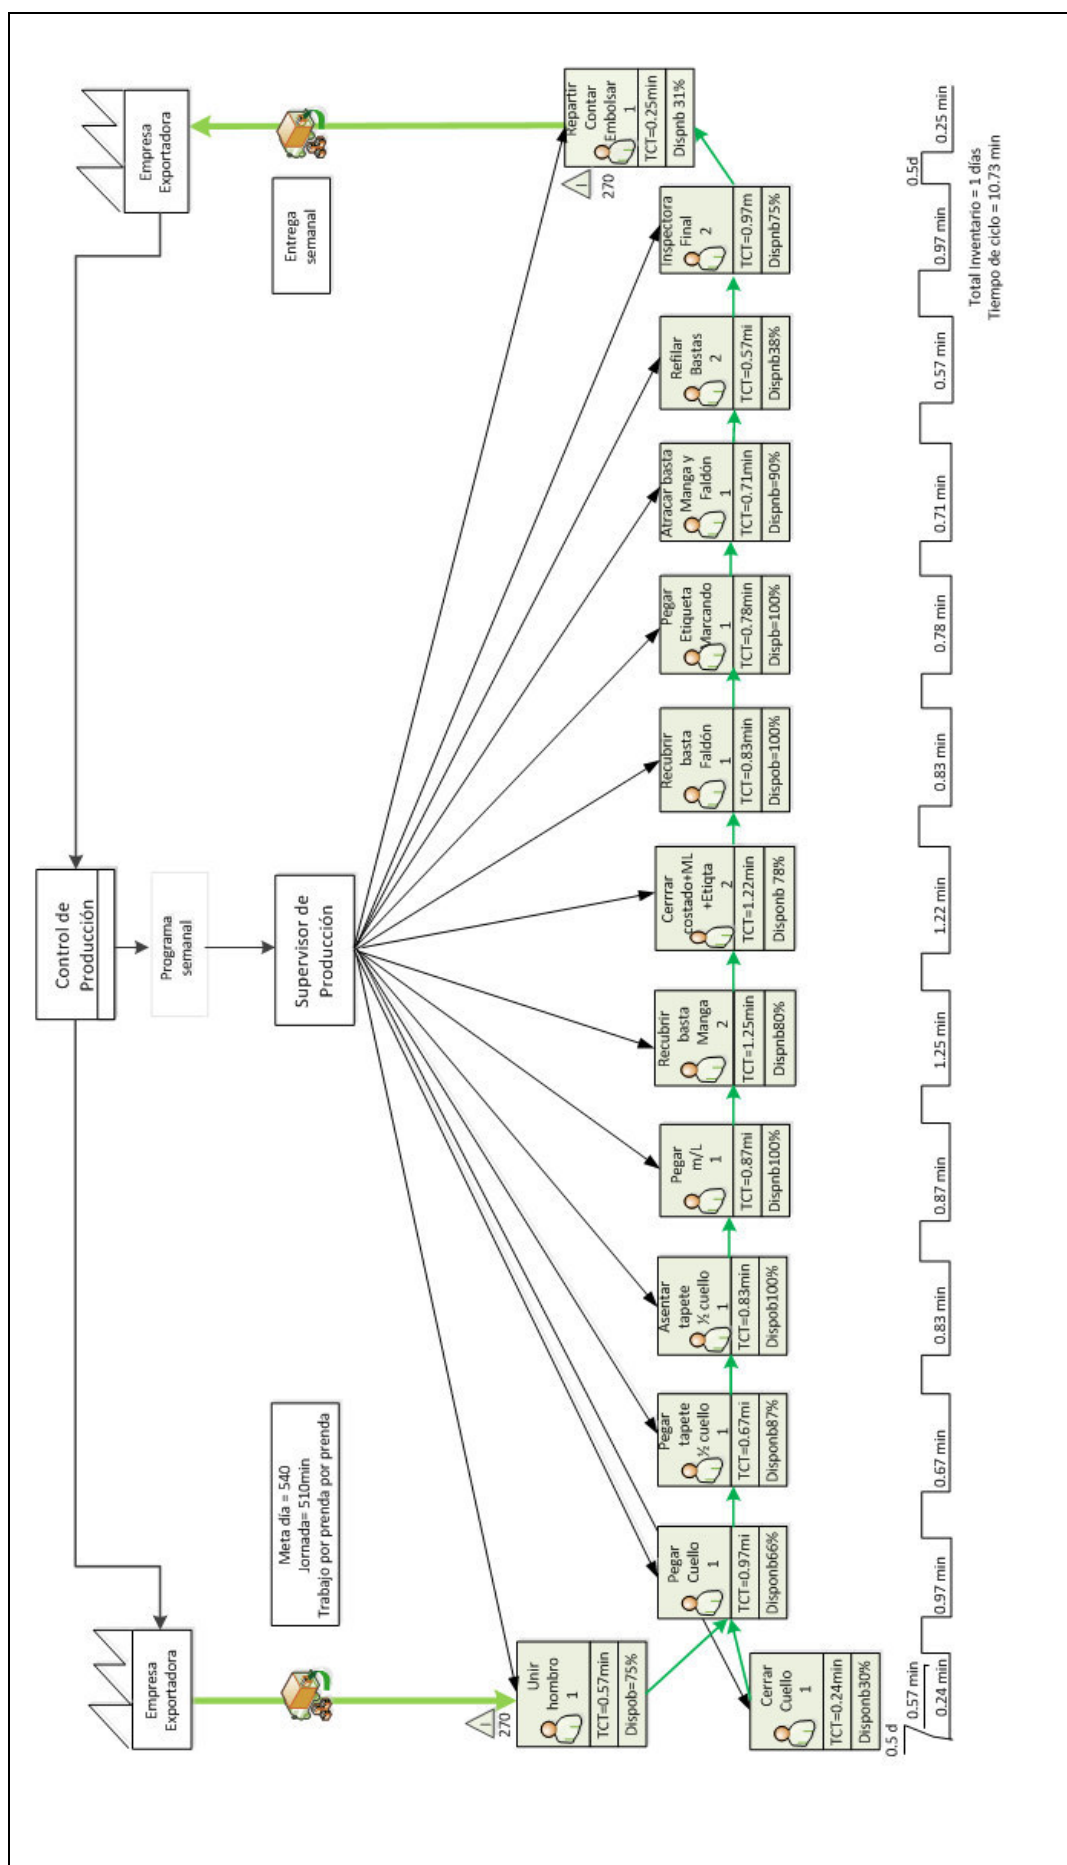 Empresa
Exportadora
Control de
Producción
Empresa
Exportadora
Programa
semanal
Meta día = 540
Jornada= 510min
Trabajo por prenda por prenda
Supervisor de
Producción
Entrega
semanal
I
270
Unir
hombro
1
TCT=0.57min
Dispob=75%
Cerrar
Cuello
1
TCT=0.24min
Disponb30%
Pegar
Cuello
1
TCT=0.97mi
Disponb66%
Pegar
tapete
½ cuello
1
TCT=0.67mi
Disponb87%
Asentar
tapete
½ cuello
1
TCT=0.83min
Dispob100%
Pegar
m/L
1
TCT=0.87mi
Dispnb100%
Recubrir
basta
Manga
2
TCT=1.25min
Dispnb80%
Cerrrar
costado+ML
+Etiqta
2
TCT=1.22min
Disponb 78%
Recubrir
basta
Faldón
1
TCT=0.83min
Dispob=100%
Pegar
Etiqueta
Marcando
1
TCT=0.78min
Dispb=100%
Atracar basta
Manga y
Faldón
1
TCT=0.71min
Dispnb=90%
Refilar
Bastas
2
TCT=0.57mi
Dispnb38%
Inspectora
Final
2
TCT=0.97m
Dispnb75%
I
270
Repartir
Contar
Embolsar
1
TCT=0.25min
Dispnb 31%
0.5 d
0.57 min
0.24 min
0.97 min
0.67 min
0.83 min
0.87 min
1.25 min
1.22 min
0.83 min
0.78 min
0.71 min
0.57 min
0.97 min
0.5d
0.25 min
Total Inventario = 1 días
Tiempo de ciclo = 10.73 min